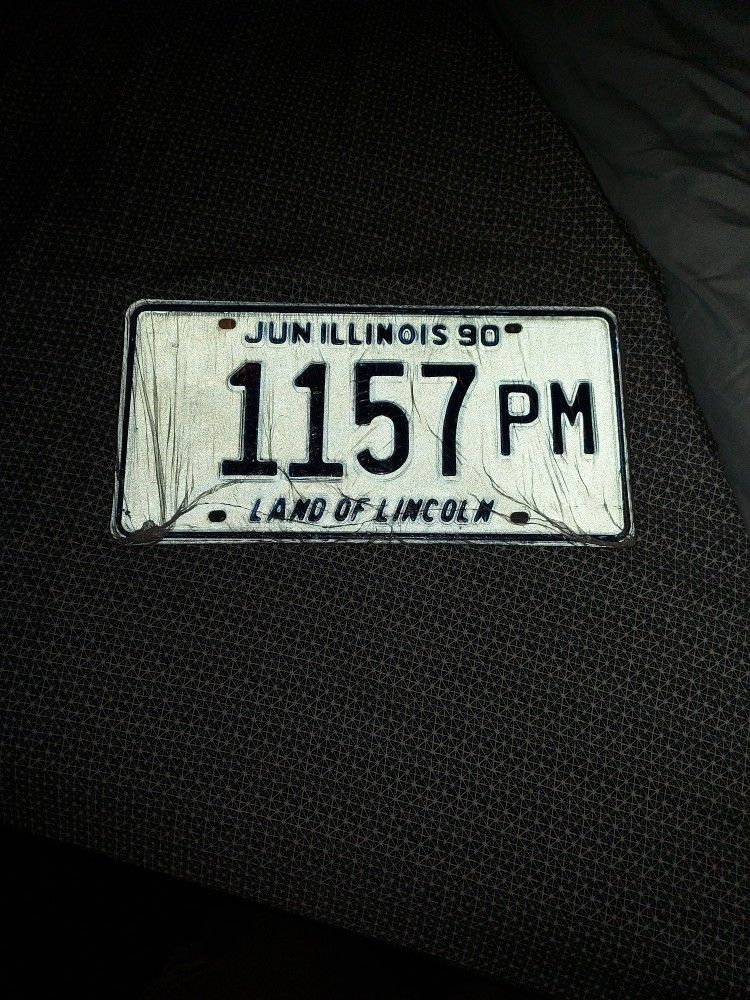 JUN ILLINOIS 90
1157 PM
LAND OF LINCOLN